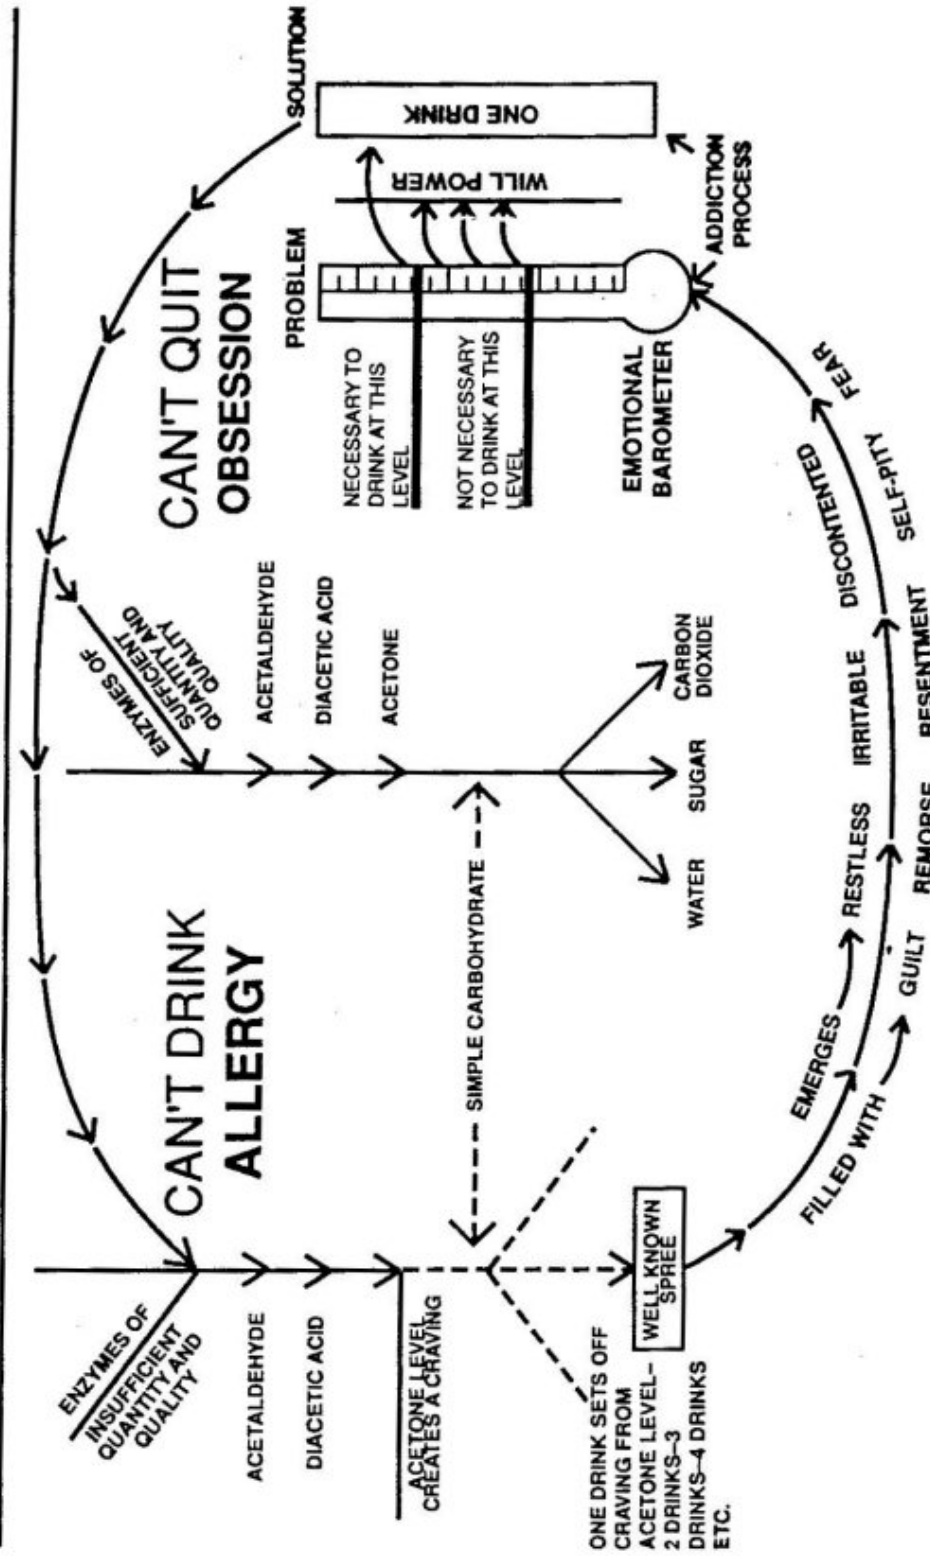 CAN'T DRINK
ALLERGY
CAN'T QUIT
OBSESSION
ENZYMES OF
INSUFFICIENT
QUANTITY AND
QUALITY
ACETALDEHYDE
DIACETIC ACID
ACETONE LEVEL
CREATES A CRAVING
ONE DRINK SETS OFF
CRAVING FROM
ACETONE LEVEL–
2 DRINKS–3
DRINKS–4 DRINKS
ETC.
WELL KNOWN
SPREE
SIMPLE CARBOHYDRATE
ENZYMES OF
SUFFICIENT
QUANTITY AND
QUALITY
ACETALDEHYDE
DIACETIC ACID
ACETONE
WATER
SUGAR
CARBON
DIOXIDE
PROBLEM
SOLUTION
NECESSARY TO
DRINK AT THIS
LEVEL
NOT NECESSARY
TO DRINK AT THIS
LEVEL
EMOTIONAL
BAROMETER
WILL POWER
ONE DRINK
ADDICTION
PROCESS
EMERGES
RESTLESS
IRRITABLE
DISCONTENTED
FILLED WITH
GUILT
REMORSE
RESENTMENT
SELF-PITY
FEAR